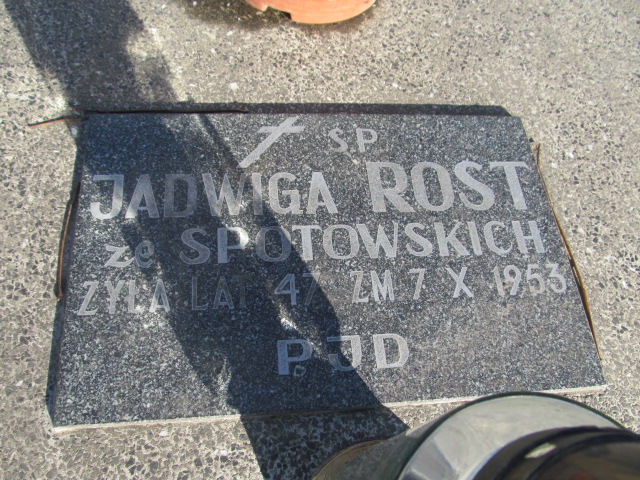 ŚP
JADWIGA ROST
ze SPOTOWSKICH
ŻYŁA LAT 47 ZM 7 X 1953
P.JD